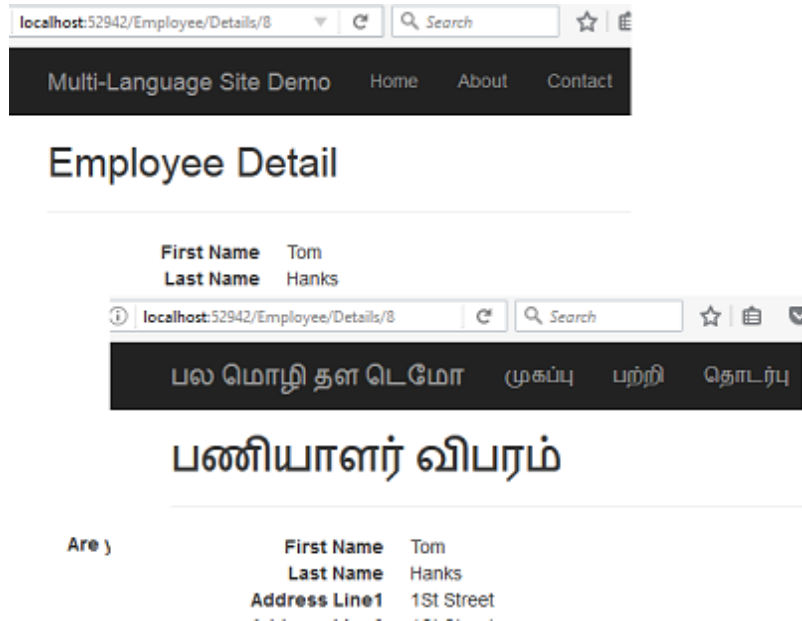 localhost:52942/Employee/Details/8 Search
Multi-Language Site Demo Home About Contact
Employee Detail
First Name Tom
Last Name Hanks
localhost:52942/Employee/Details/8 Search
பல மொழி தள டெமோ முகப்பு பற்றி தொடர்பு
பணியாளர் விபரம்
Are
First Name Tom
Last Name Hanks
Address Line1 1St Street